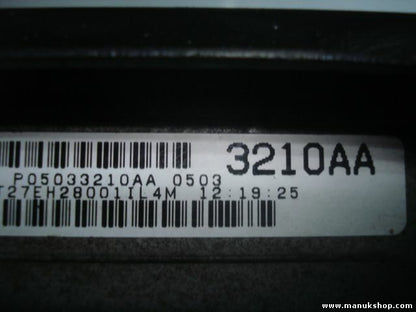 3210AA
P05033210AA 0503
T27EH28001IL4M 12:19:25
www.manukshop.com